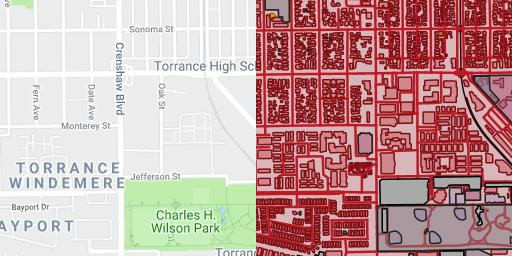 Sonoma St
Crenshaw Blvd
Torrance High Sc
Fern Ave
Date Ave
Oak St
Monterey St
TORRANCE
WINDEMERE
Jefferson St
Bayport Dr
AYPORT
Charles H.
Wilson Park
Torran